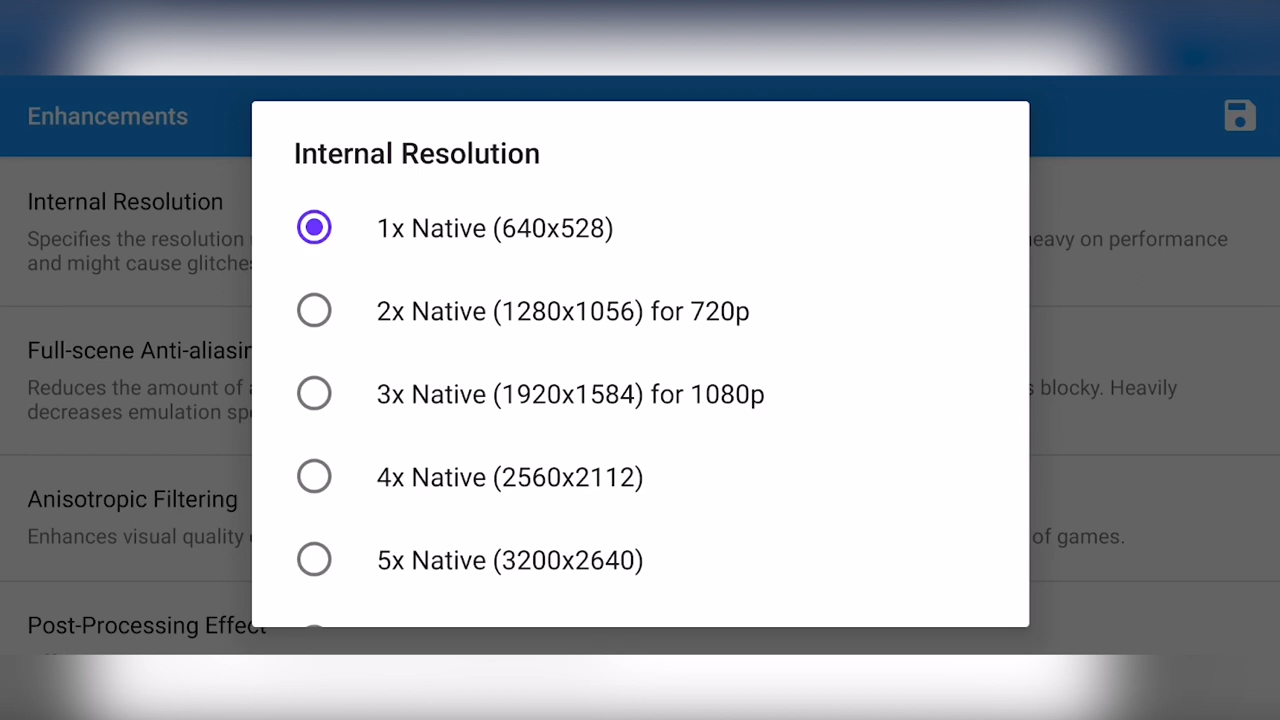 Enhancements
Internal Resolution
1x Native (640x528)
2x Native (1280x1056) for 720p
3x Native (1920x1584) for 1080p
4x Native (2560x2112)
5x Native (3200x2640)
Internal Resolution
Specifies the resolution
heavy on performance
and might cause glitches
Full-scene Anti-aliasin
Reduces the amount of
blocky. Heavily
decreases emulation
Anisotropic Filtering
Enhances visual quality
of games.
Post-Processing Effect